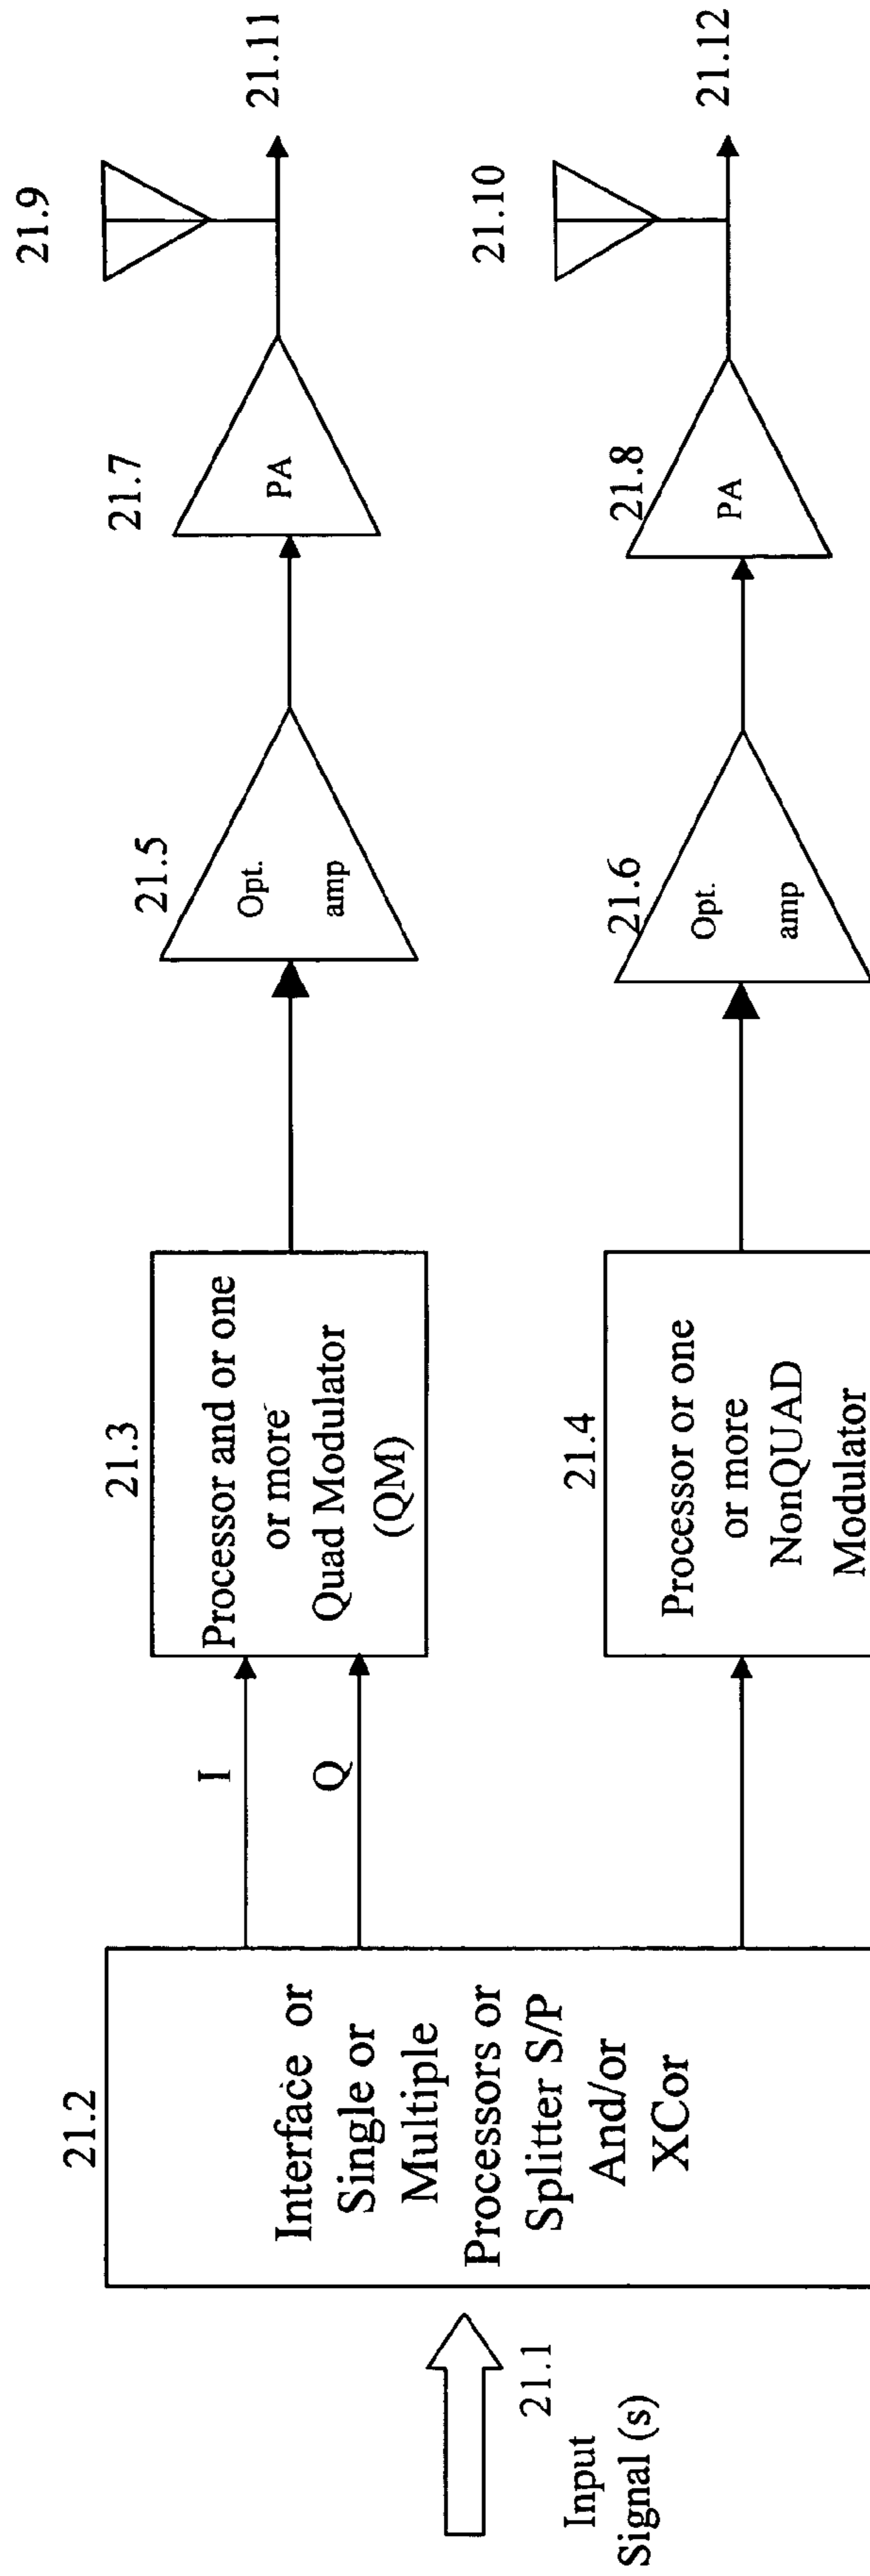 21.1
Input
Signal (s)
21.2
Interface or
Single or
Multiple
Processors or
Splitter S/P
And/or
XCor
I
Q
21.3
Processor and or one
or more
Quad Modulator
(QM)
21.4
Processor or one
or more
NonQUAD
Modulator
21.5
Opt.
amp
21.6
Opt.
amp
21.7
PA
21.8
PA
21.9
21.10
21.11
21.12